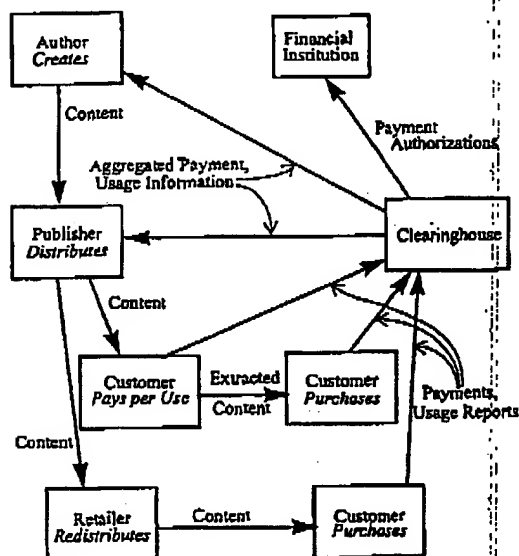 Author
Creates
Financial
Institution
Content
Payment
Authorizations
Aggregated Payment,
Usage Information
Publisher
Distributes
Clearinghouse
Content
Customer
Pays per Use
Extracted
Content
Customer
Purchases
Payments,
Usage Reports
Content
Retailer
Redistributes
Content
Customer
Purchases